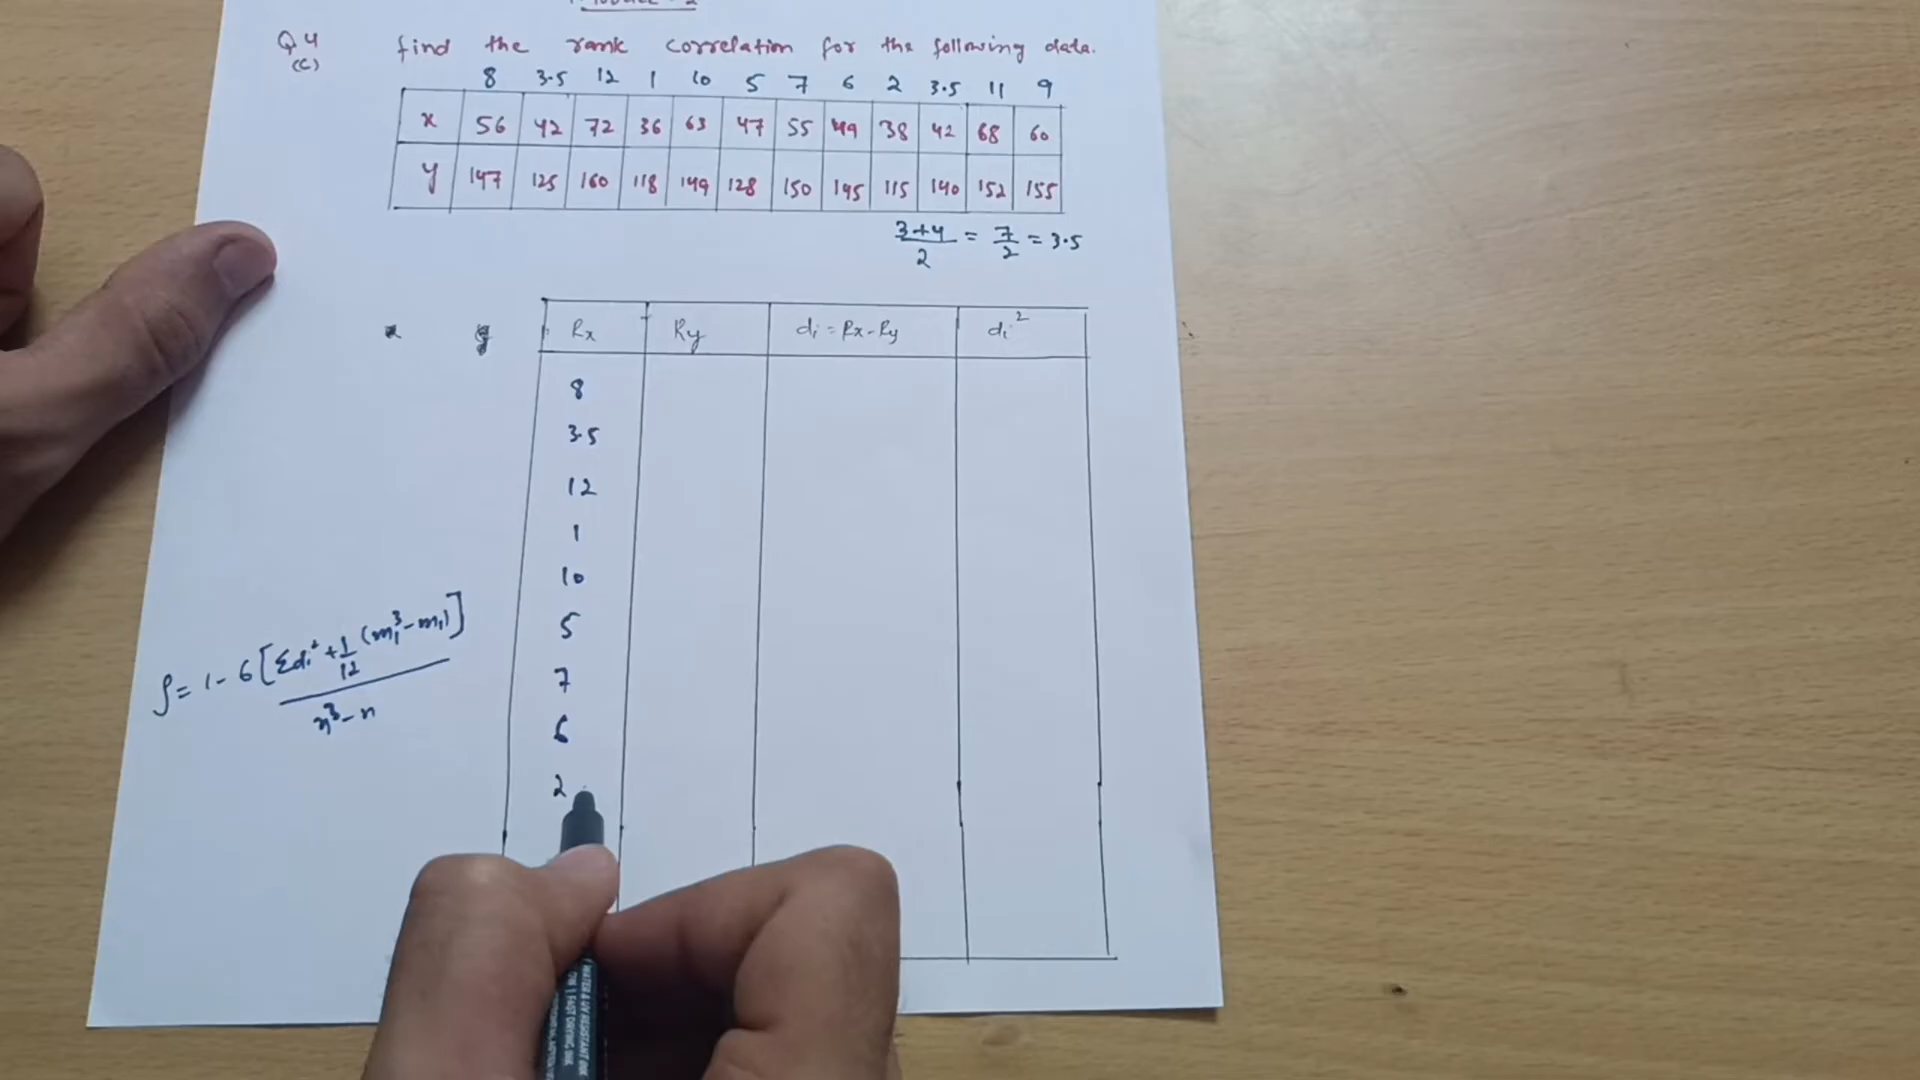 Q4 find the rank correlation for the following data.
(c)
8 3.5 12 1 10 5 7 6 2 3.5 11 9
x 56 42 72 36 63 47 55 49 38 42 68 60
y 147 125 160 118 149 128 150 145 115 140 152 155
3+4/2 = 7/2 = 3.5
x y Rx Ry di = Rx-Ry di²
8
3.5
12
1
10
5
7
6
2
ρ = 1 - 6[Σdi² + 1/12 (m₁³ - m₁)]
n³ - n